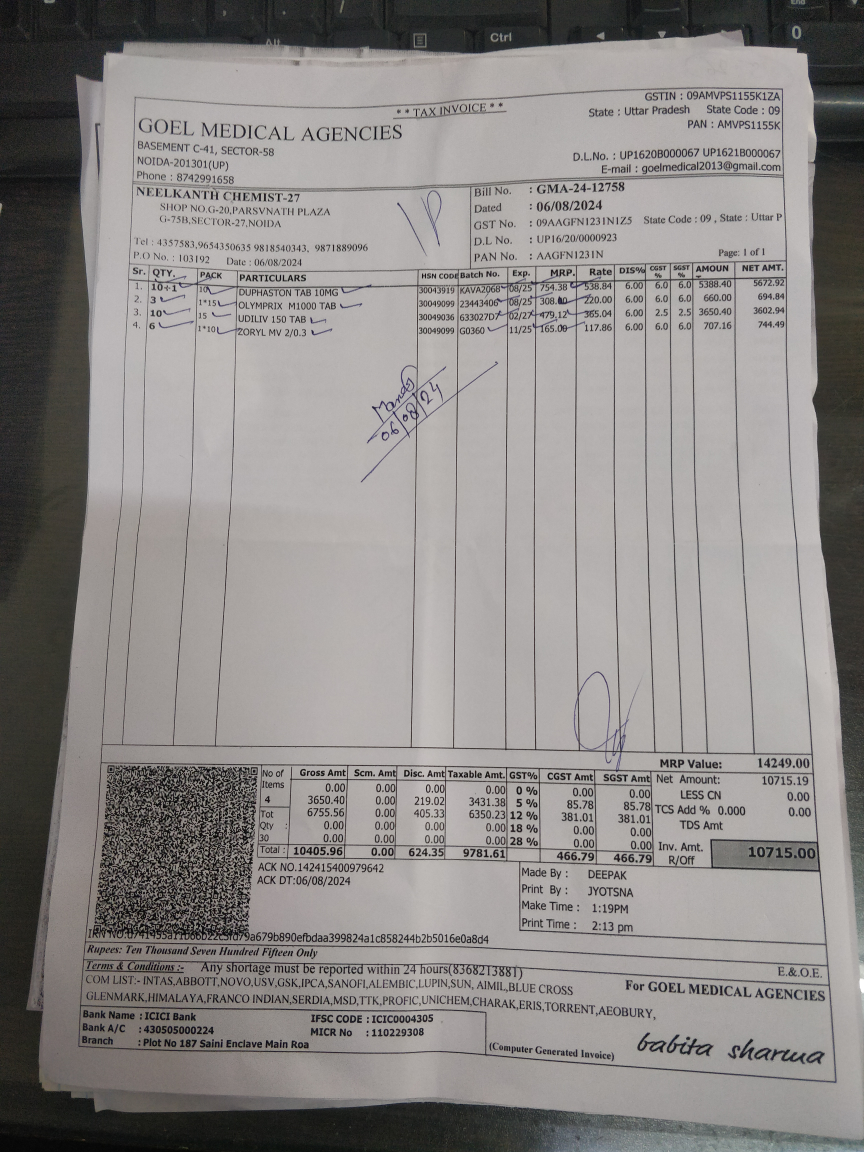 Alt
Ctrl
End
0
** TAX INVOICE **
GSTIN : 09AMVPS1155K1ZA
State : Uttar Pradesh State Code : 09
PAN : AMVPS1155K
GOEL MEDICAL AGENCIES
BASEMENT C-41, SECTOR-58
NOIDA-201301(UP)
Phone : 8742991658
D.L.No. : UP1620B000067 UP1621B000067
E-mail : goelmedical2013@gmail.com
NEELKANTH CHEMIST-27
SHOP NO.G-20,PARSVNATH PLAZA
G-75B,SECTOR-27,NOIDA
Tel : 4357583,9654350635 9818540343, 9871889096
P.O No. : 103192 Date : 06/08/2024
Bill No. : GMA-24-12758
Dated : 06/08/2024
GST No. : 09AAGFN1231N1Z5 State Code : 09 , State : Uttar P
D.L No. : UP16/20/0000923
PAN No. : AAGFN1231N
Page: 1 of 1
Sr. QTY. PACK PARTICULARS HSN CODE Batch No. Exp. MRP. Rate DIS% CGST % SGST % AMOUN NET AMT.
1. 10+1 10 DUPHASTON TAB 10MG 30043919 KAVA2068 08/25 754.38 538.84 6.00 6.0 6.0 5388.40 5672.92
2. 3 1*15 OLYMPRIX M1000 TAB 30049099 23443406 08/25 308.00 220.00 6.00 6.0 6.0 660.00 694.84
3. 10 15 UDILIV 150 TAB 30049036 633027D7 02/27 479.12 365.04 6.00 2.5 2.5 3650.40 3602.94
4. 6 1*10 ZORYL MV 2/0.3 30049099 G0360 11/25 165.00 117.86 6.00 6.0 6.0 707.16 744.49
06/08/24
MRP Value: 14249.00
No of Items 4
Tot Qty : 30
Gross Amt Scm. Amt Disc. Amt Taxable Amt. GST% CGST Amt SGST Amt
0.00 0.00 0.00 0.00 0 % 0.00 0.00
3650.40 0.00 219.02 3431.38 5 % 85.78 85.78
6755.56 0.00 405.33 6350.23 12 % 381.01 381.01
0.00 0.00 0.00 0.00 18 % 0.00 0.00
0.00 0.00 0.00 0.00 28 % 0.00 0.00
Total : 10405.96 0.00 624.35 9781.61 466.79 466.79
Net Amount: 10715.19
LESS CN 0.00
TCS Add % 0.000 0.00
TDS Amt
Inv. Amt. 10715.00
R/Off
ACK NO.142415400979642
ACK DT:06/08/2024
Made By : DEEPAK
Print By : JYOTSNA
Make Time : 1:19PM
Print Time : 2:13 pm
Rupees: Ten Thousand Seven Hundred Fifteen Only
Terms & Conditions :- Any shortage must be reported within 24 hours(8368213881)
E.& O.E.
COM LIST:- INTAS,ABBOTT,NOVO,USV,GSK,IPCA,SANOFI,ALEMBIC,LUPIN,SUN, AIMIL,BLUE CROSS
GLENMARK,HIMALAYA,FRANCO INDIAN,SERDIA,MSD,TTK,PROFIC,UNICHEM,CHARAK,ERIS,TORRENT,AEOBURY,
For GOEL MEDICAL AGENCIES
Bank Name : ICICI Bank IFSC CODE : ICIC0004305
Bank A/C : 430505000224 MICR No : 110229308
Branch : Plot No 187 Saini Enclave Main Roa
(Computer Generated Invoice)
babita sharma